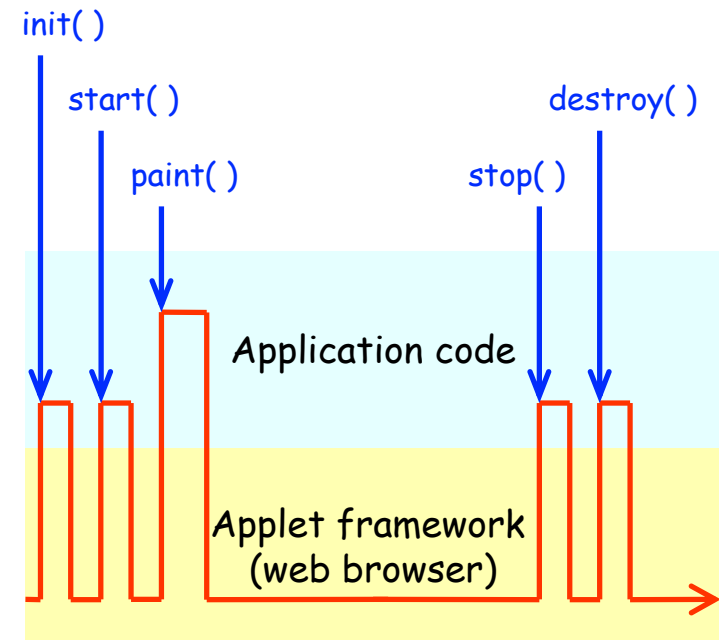 init( )
start( )
destroy( )
paint( )
stop( )
Application code
Applet framework
(web browser)